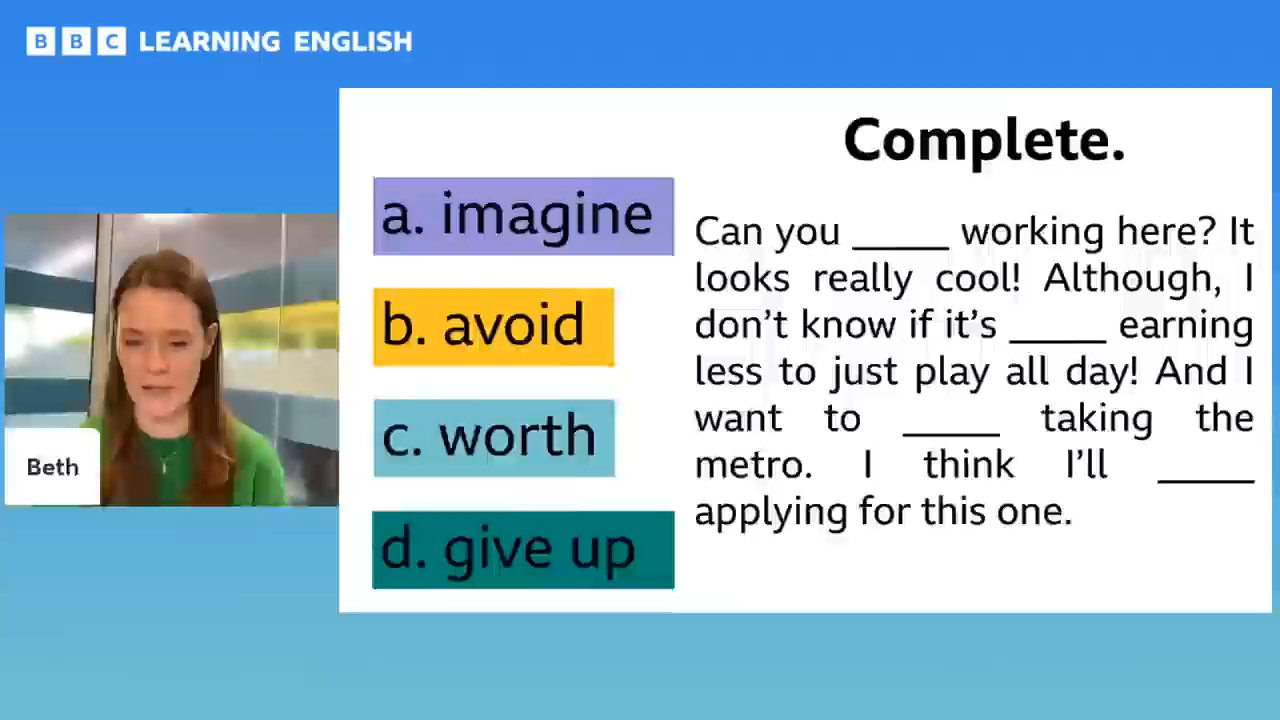 BBC LEARNING ENGLISH
Complete.
a. imagine
b. avoid
c. worth
d. give up
Can you _____ working here? It
looks really cool! Although, I
don't know if it's _____ earning
less to just play all day! And I
want to _____ taking the
metro. I think I'll _____
applying for this one.
Beth